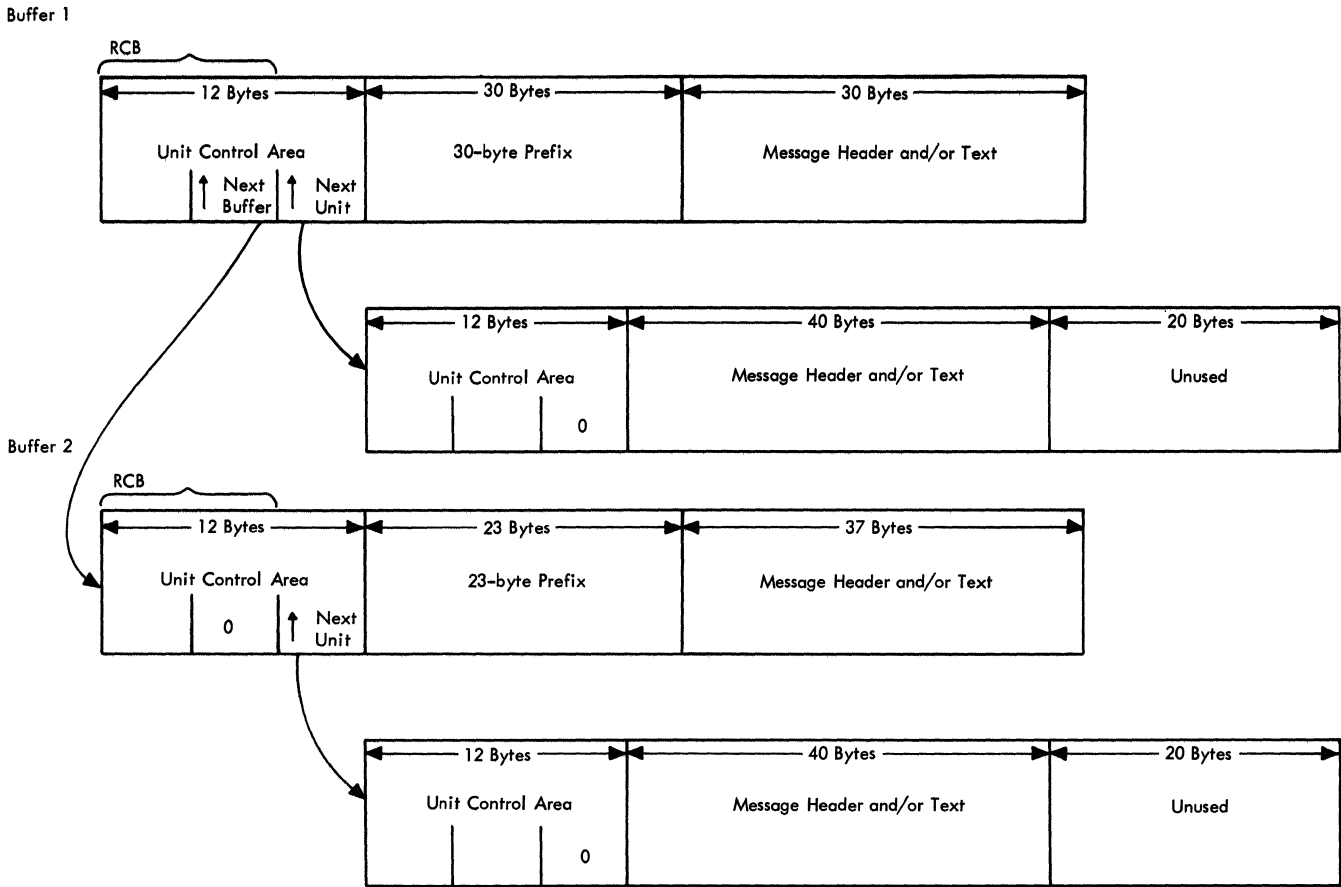 Buffer 1
RCB
12 Bytes
30 Bytes
30 Bytes
Unit Control Area
30-byte Prefix
Message Header and/or Text
Next
Buffer
Next
Unit
12 Bytes
40 Bytes
20 Bytes
Unit Control Area
Message Header and/or Text
Unused
0
Buffer 2
RCB
12 Bytes
23 Bytes
37 Bytes
Unit Control Area
23-byte Prefix
Message Header and/or Text
0
Next
Unit
12 Bytes
40 Bytes
20 Bytes
Unit Control Area
Message Header and/or Text
Unused
0